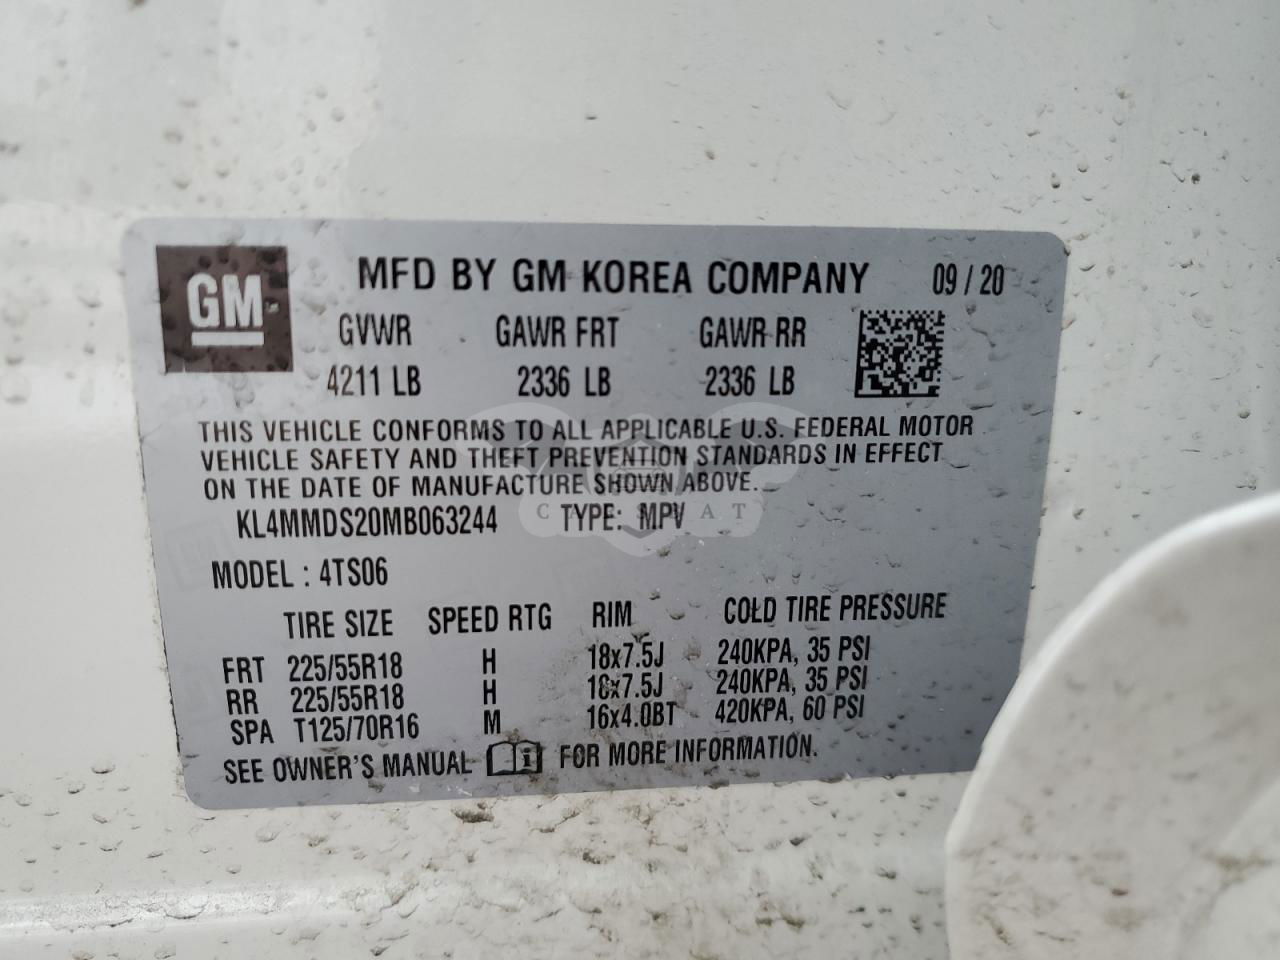 GM
MFD BY GM KOREA COMPANY 09 / 20
GVWR GAWR FRT GAWR RR
4211 LB 2336 LB 2336 LB
THIS VEHICLE CONFORMS TO ALL APPLICABLE U.S. FEDERAL MOTOR
VEHICLE SAFETY AND THEFT PREVENTION STANDARDS IN EFFECT
ON THE DATE OF MANUFACTURE SHOWN ABOVE.
KL4MMDS20MB063244 TYPE: MPV
MODEL : 4TS06
TIRE SIZE SPEED RTG RIM COLD TIRE PRESSURE
FRT 225/55R18 H 18x7.5J 240KPA, 35 PSI
RR 225/55R18 H 18x7.5J 240KPA, 35 PSI
SPA T125/70R16 M 16x4.0BT 420KPA, 60 PSI
SEE OWNER'S MANUAL i FOR MORE INFORMATION.